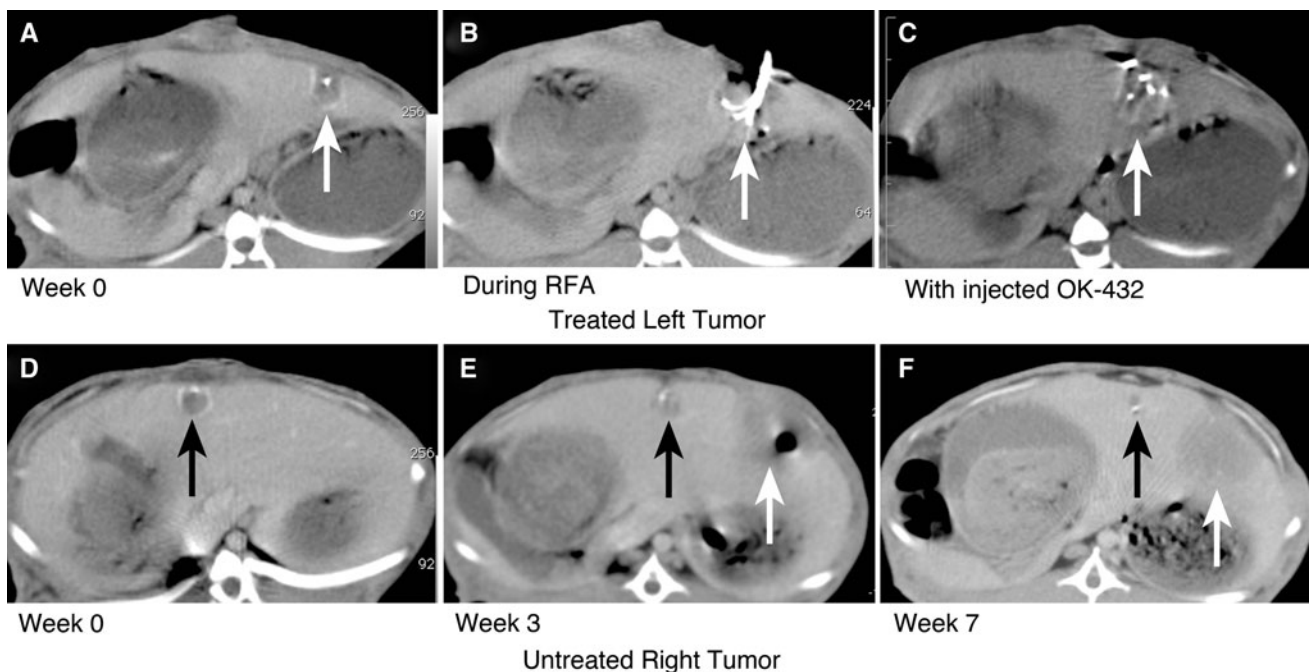 A
B
C
256
92
224
64
Week 0
During RFA
With injected OK-432
Treated Left Tumor
D
E
F
256
92
Week 0
Week 3
Week 7
Untreated Right Tumor